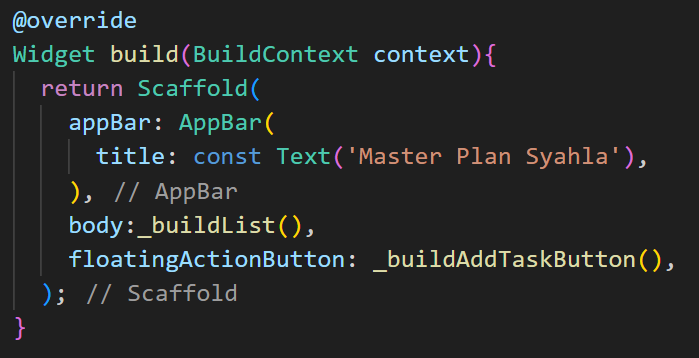 @override
Widget build(BuildContext context){
  return Scaffold(
    appBar: AppBar(
      title: const Text('Master Plan Syahla'),
    ), // AppBar
    body:_buildList(),
    floatingActionButton: _buildAddTaskButton(),
  ); // Scaffold
}